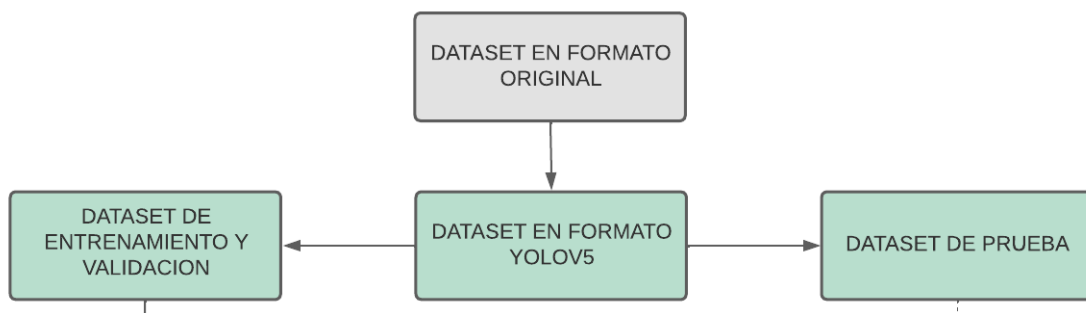 DATASET EN FORMATO
ORIGINAL
DATASET DE
ENTRENAMIENTO Y
VALIDACION
DATASET EN FORMATO
YOLOV5
DATASET DE PRUEBA